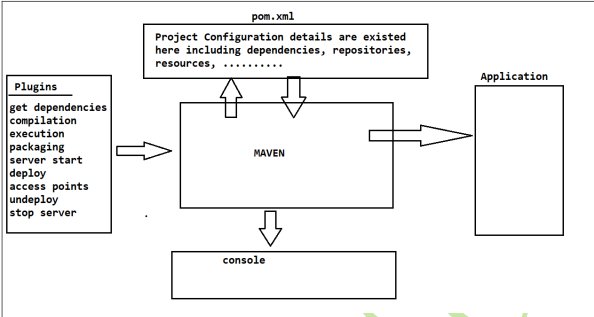 pom.xml
Project Configuration details are existed
here including dependencies, repositories,
resources, ..........
Plugins
get dependencies
compilation
execution
packaging
server start
deploy
access points
undeploy
stop server
MAVEN
Application
console